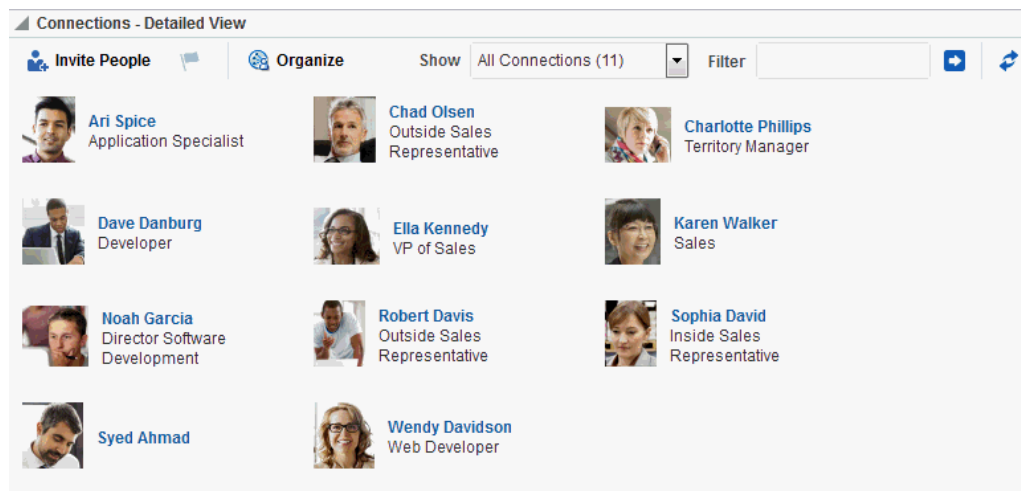 Connections - Detailed View
Invite People Organize Show All Connections (11) Filter
Ari Spice
Application Specialist
Chad Olsen
Outside Sales
Representative
Charlotte Phillips
Territory Manager
Dave Danburg
Developer
Ella Kennedy
VP of Sales
Karen Walker
Sales
Noah Garcia
Director Software
Development
Robert Davis
Outside Sales
Representative
Sophia David
Inside Sales
Representative
Syed Ahmad
Wendy Davidson
Web Developer